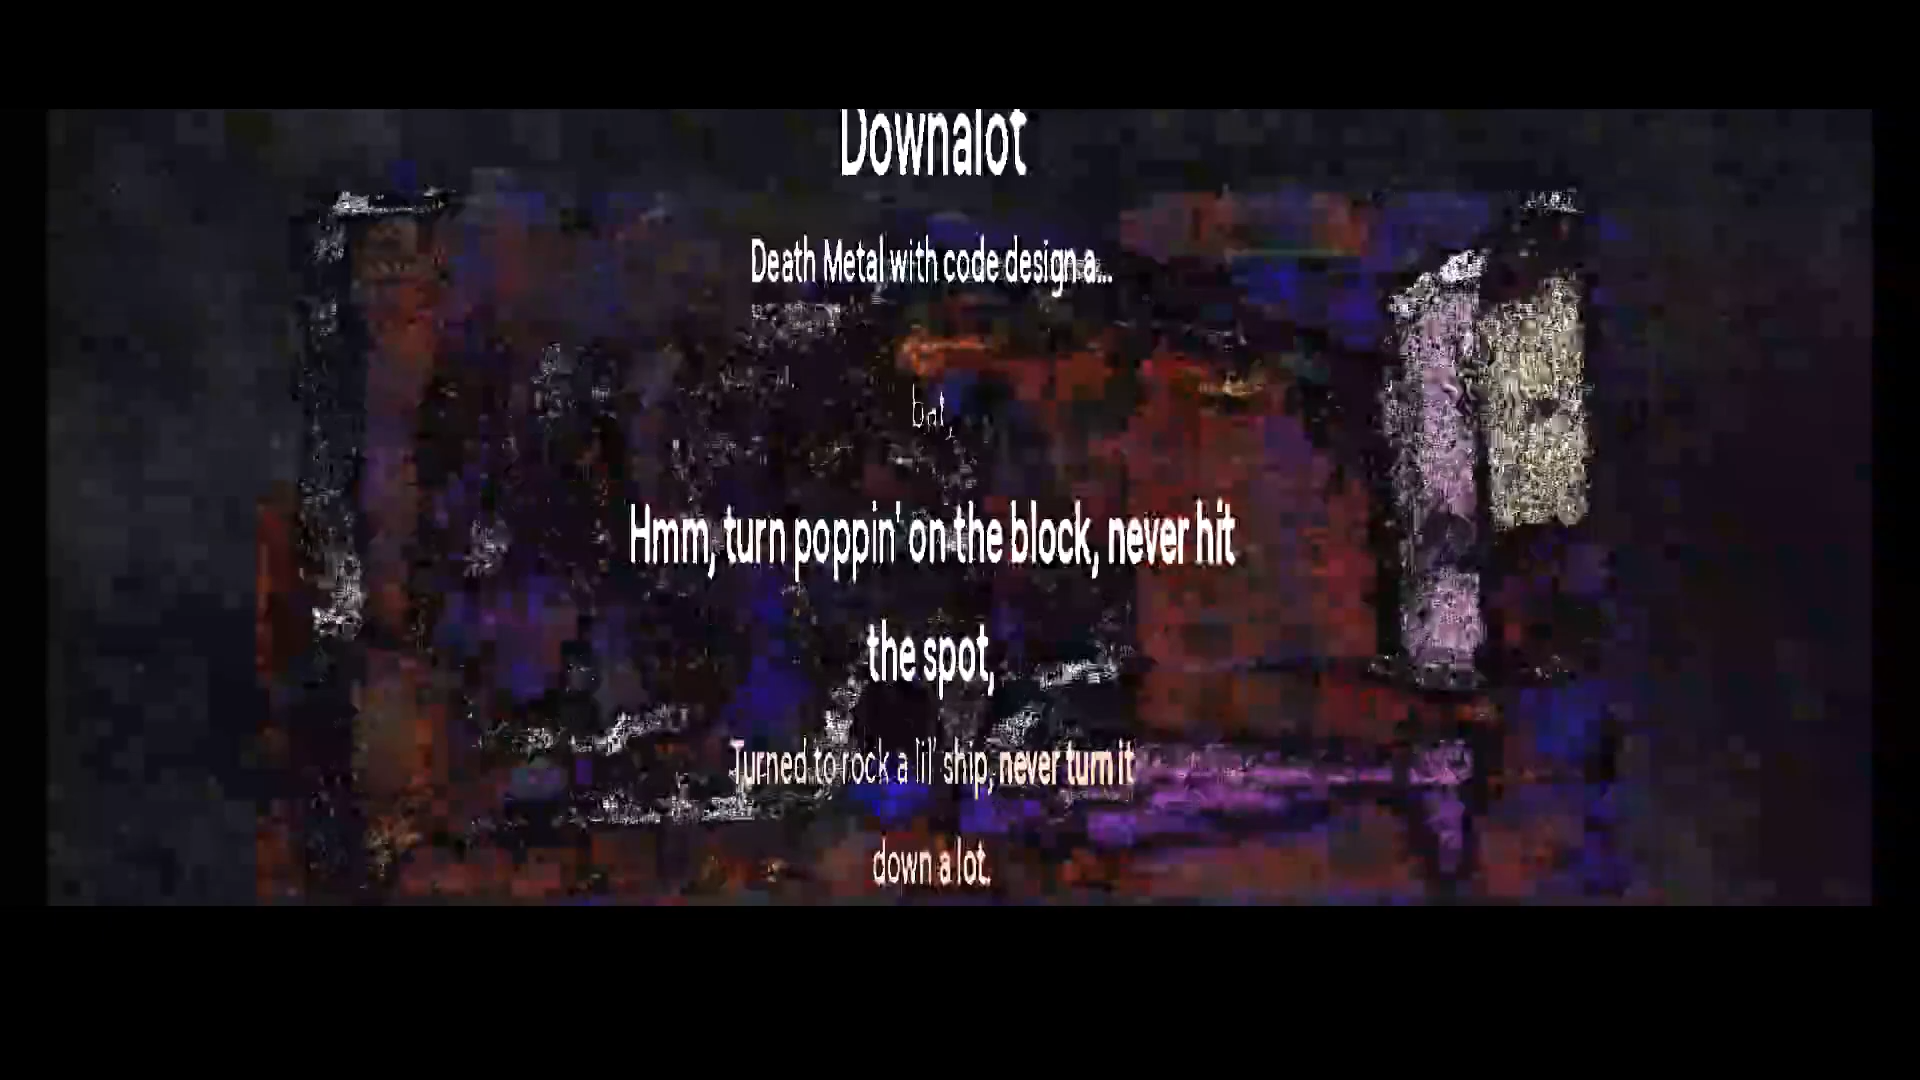 Downalot
Death Metal with code design a...
Hmm, turn poppin' on the block, never hit
the spot,
Turned to rock a lil' ship, never turn it
down a lot.